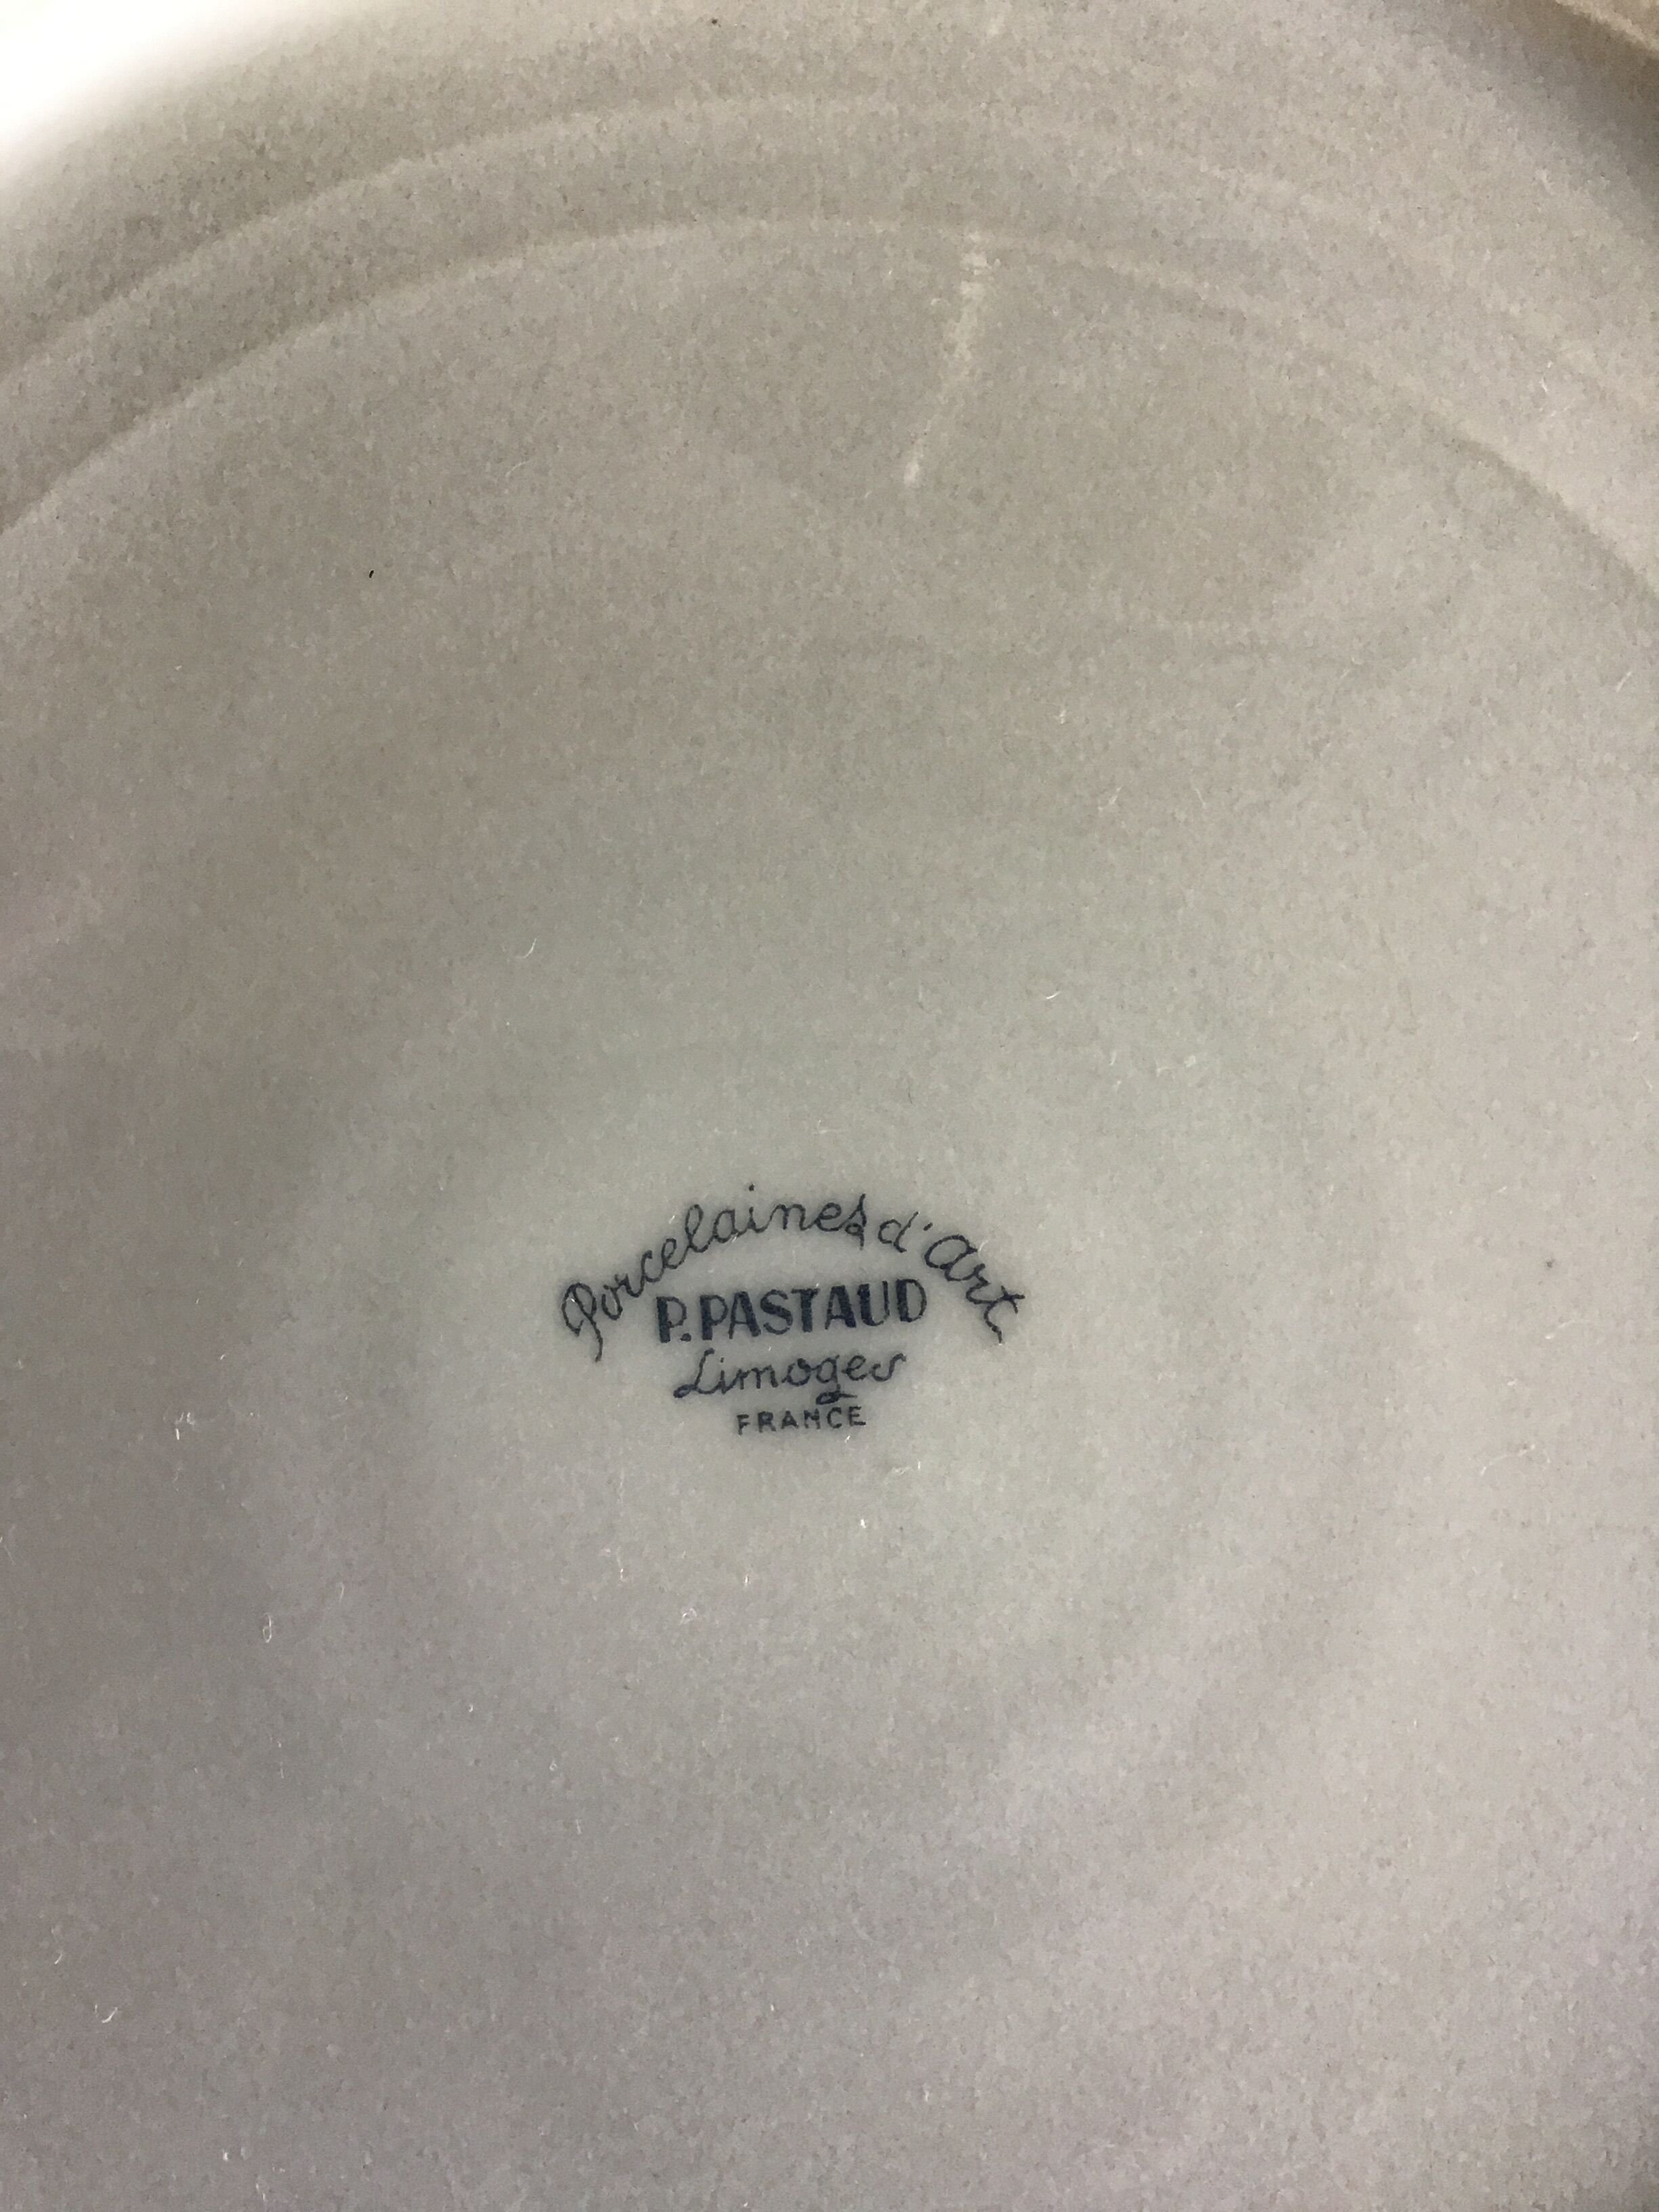 Porcelaines d'Art
P. PASTAUD
Limoges
FRANCE